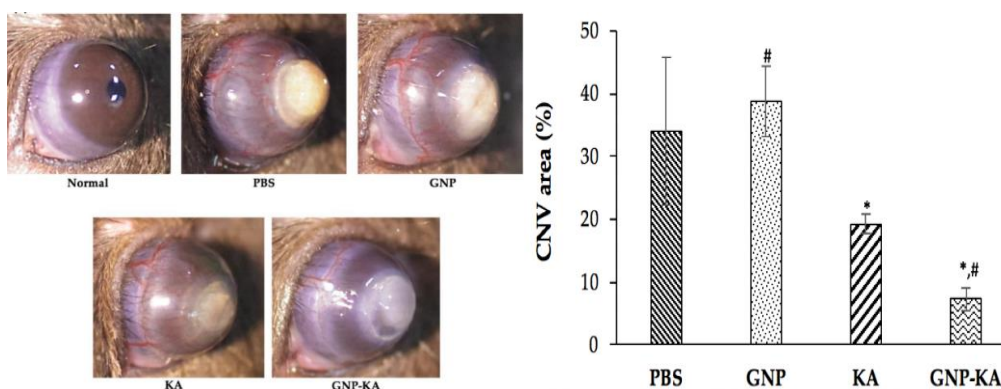 Normal
PBS
GNP
KA
GNP-KA
CNV area (%)
50
40
30
20
10
0
#
*
*,#
PBS
GNP
KA
GNP-KA